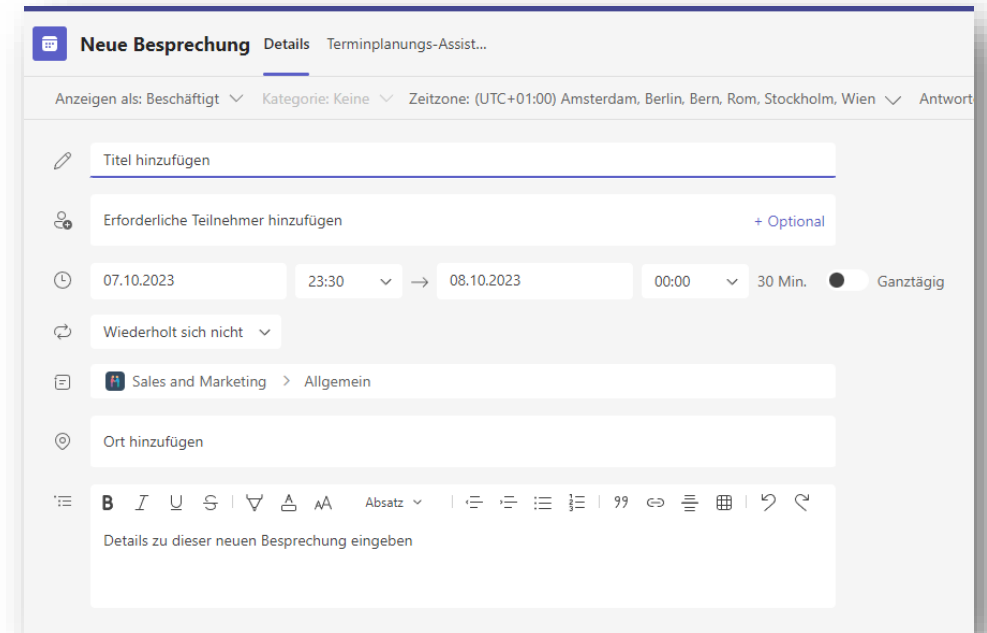 Neue Besprechung Details Terminplanungs-Assist...
Anzeigen als: Beschäftigt Kategorie: Keine Zeitzone: (UTC+01:00) Amsterdam, Berlin, Bern, Rom, Stockholm, Wien Antwort
Titel hinzufügen
Erforderliche Teilnehmer hinzufügen + Optional
07.10.2023 23:30 → 08.10.2023 00:00 30 Min. Ganztägig
Wiederholt sich nicht
Sales and Marketing > Allgemein
Ort hinzufügen
B I U S A AA Absatz
Details zu dieser neuen Besprechung eingeben